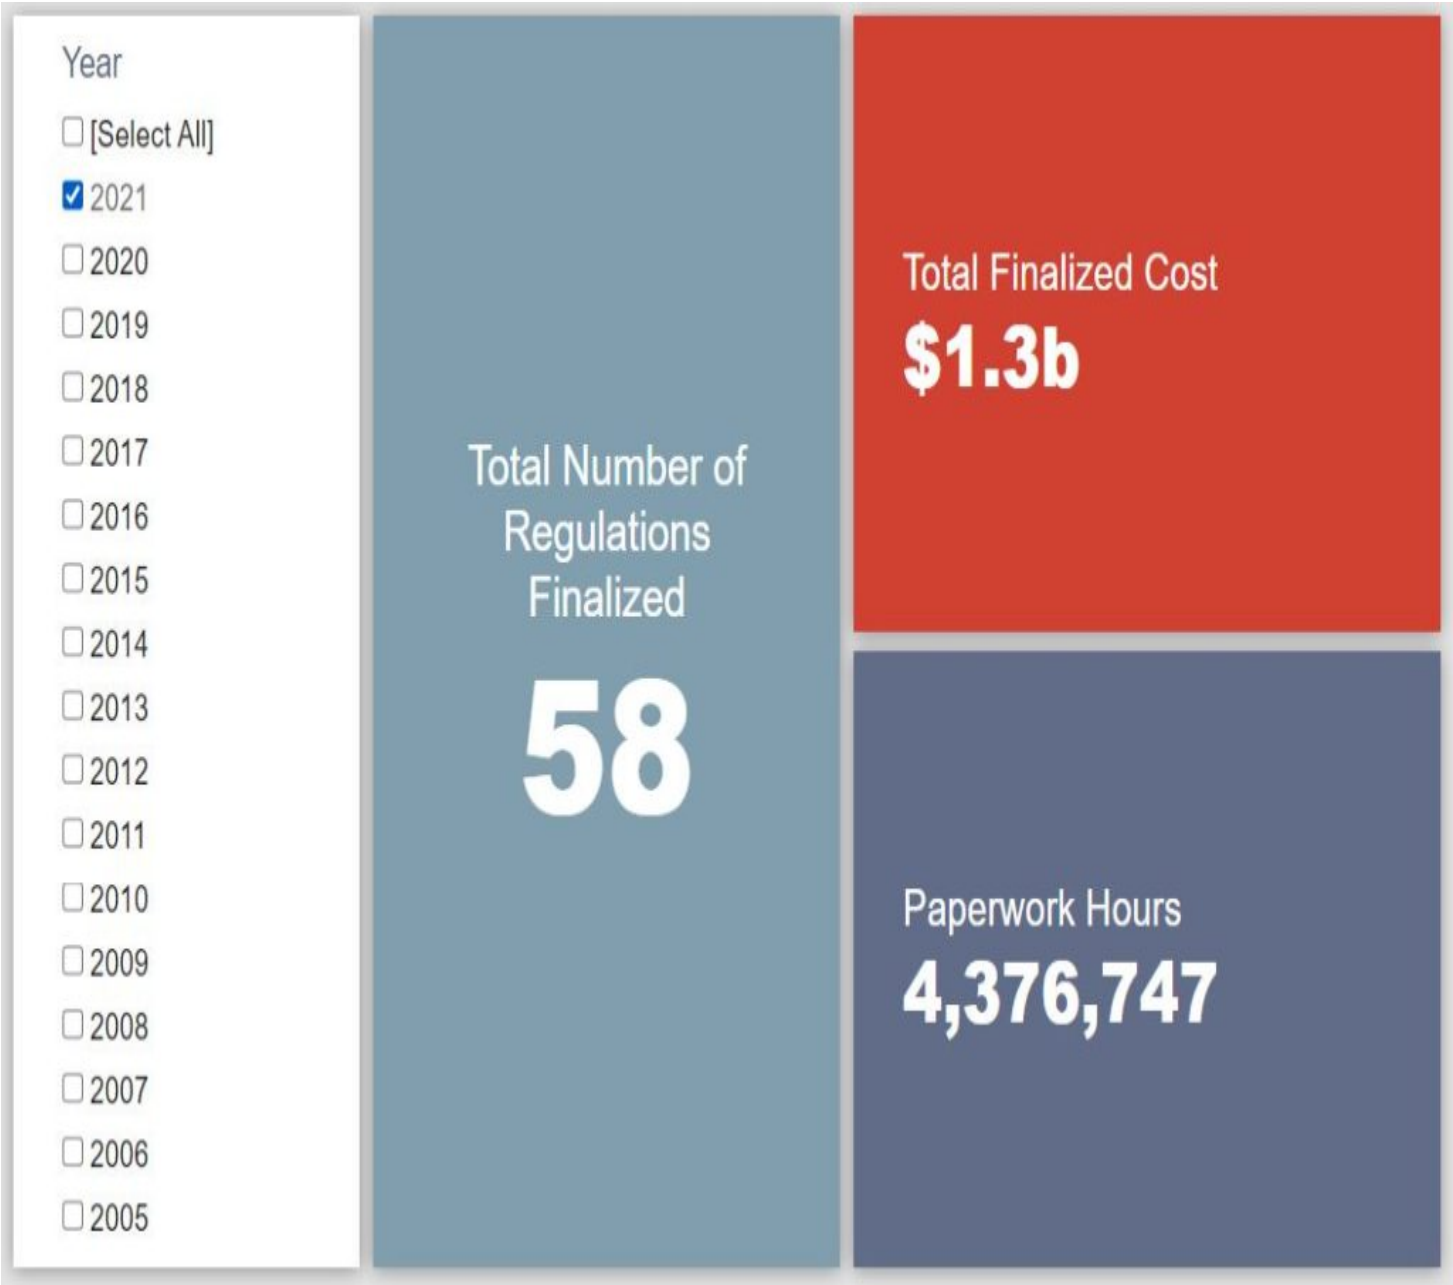 Year
[Select All]
2021
2020
2019
2018
2017
2016
2015
2014
2013
2012
2011
2010
2009
2008
2007
2006
2005
Total Number of
Regulations
Finalized
58
Total Finalized Cost
$1.3b
Paperwork Hours
4,376,747